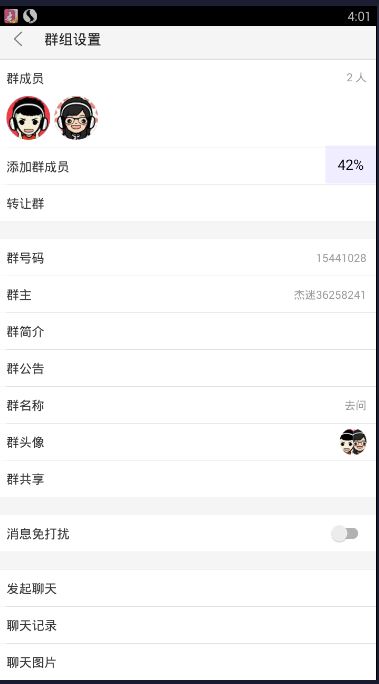 4:01
群组设置
群成员 2 人
添加群成员 42%
转让群
群号码 15441028
群主 杰迷36258241
群简介
群公告
群名称 去问
群头像
群共享
消息免打扰
发起聊天
聊天记录
聊天图片